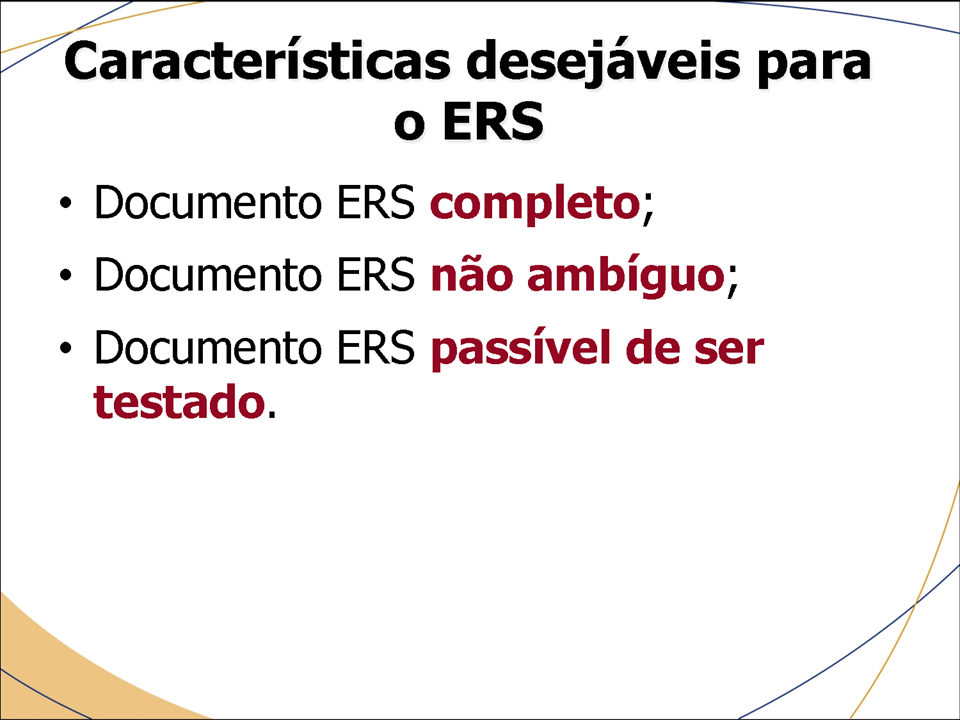 Características desejáveis para
o ERS
• Documento ERS completo;
• Documento ERS não ambíguo;
• Documento ERS passível de ser
testado.